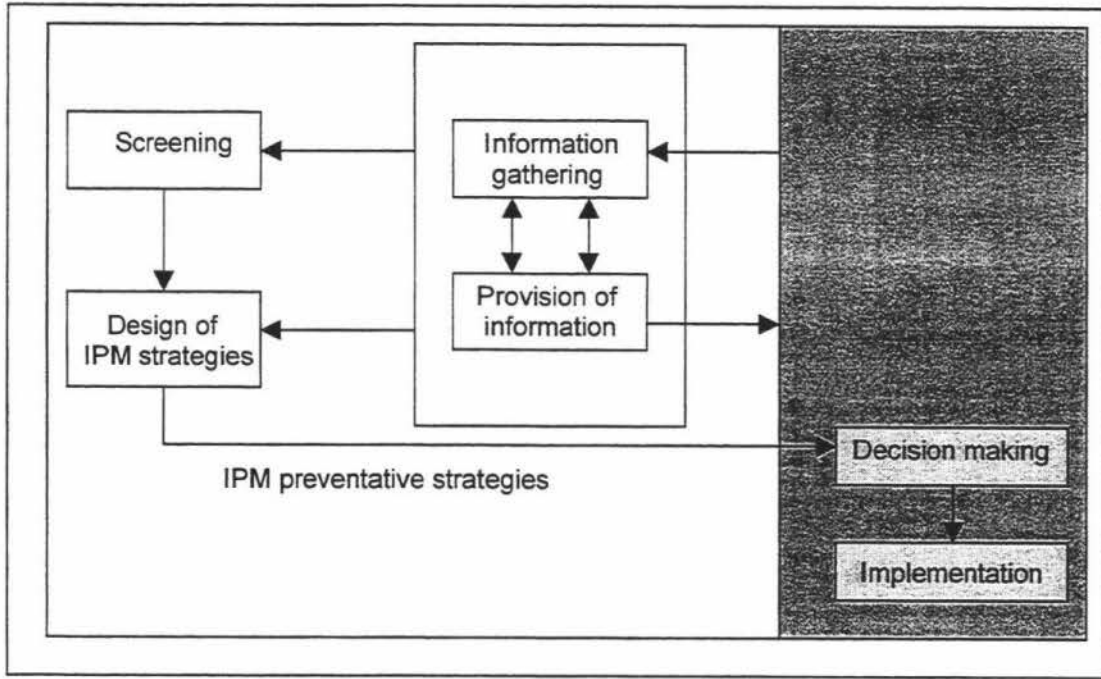 Screening
Information
gathering
Provision of
information
Design of
IPM strategies
Decision making
IPM preventative strategies
Implementation